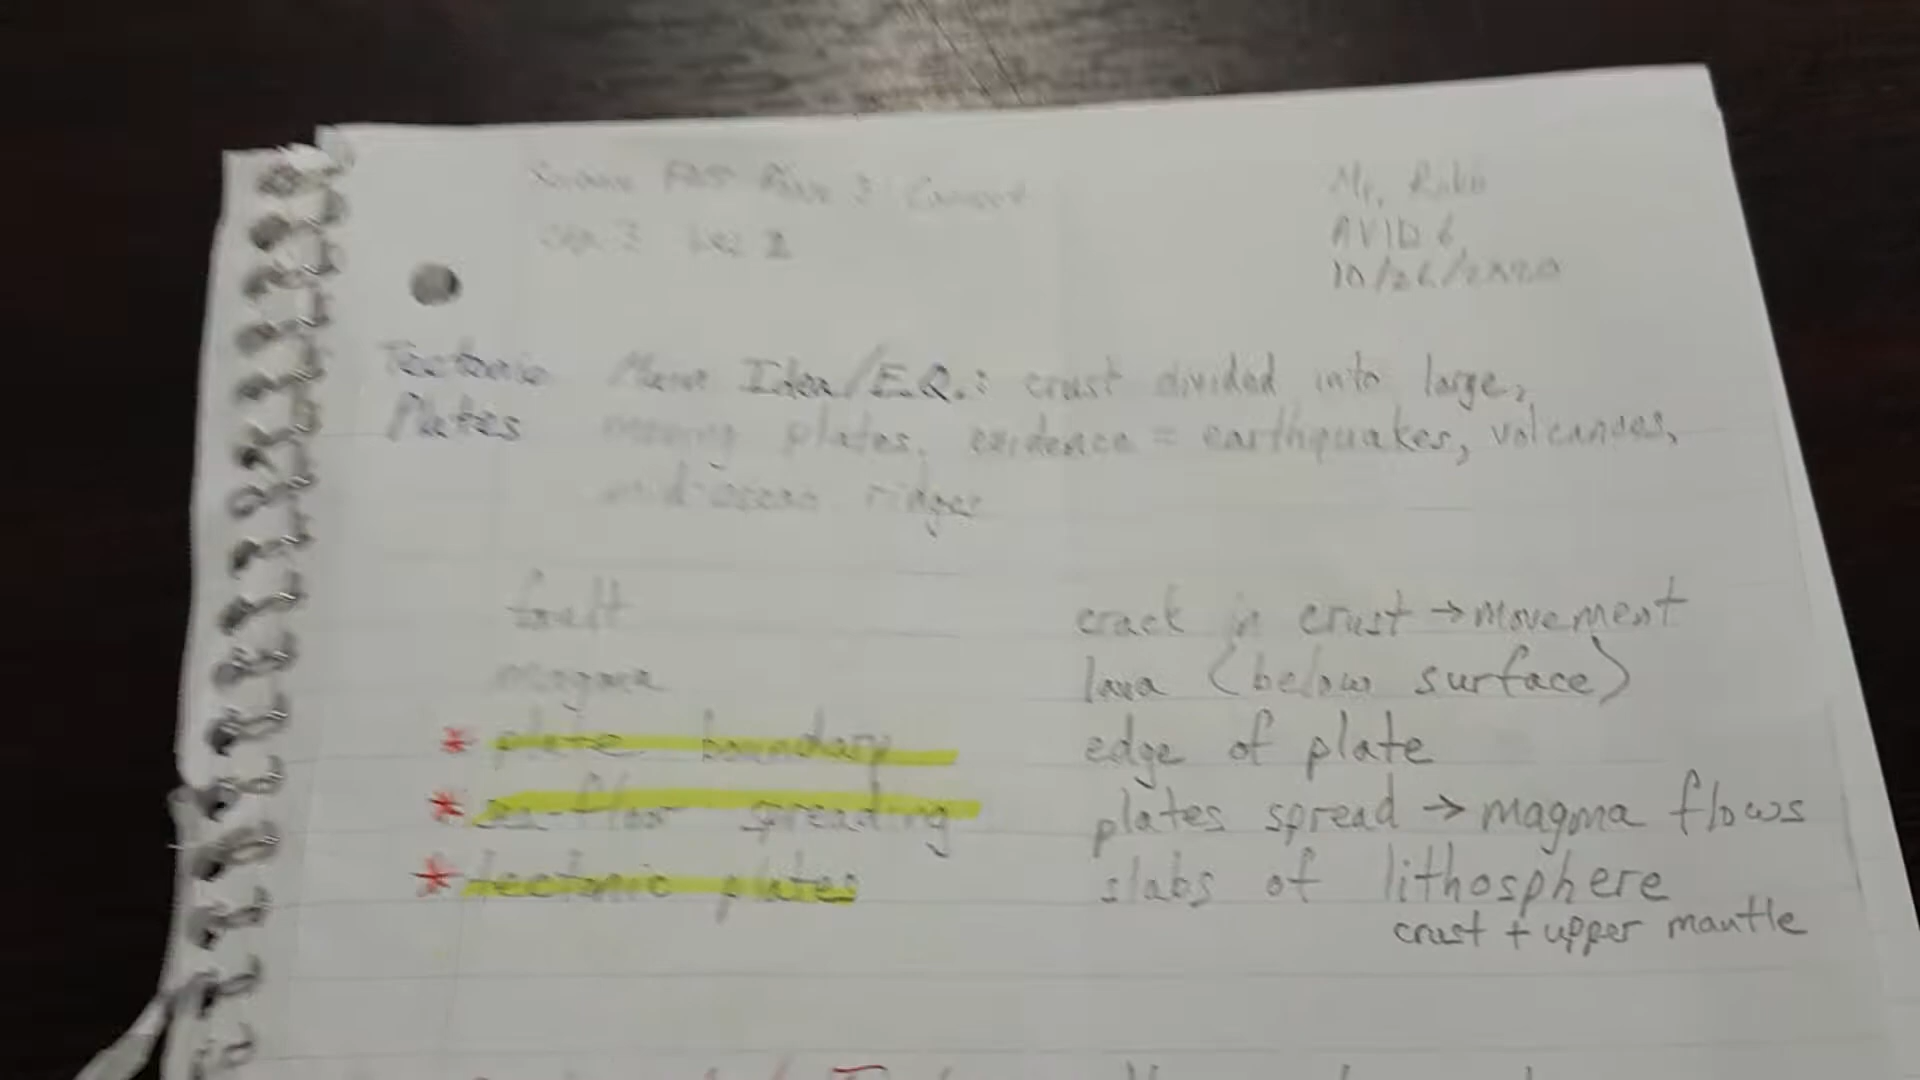 Mr.
AVID 6
Tectonic Main Idea/E.Q.: crust divided into large,
Plates moving plates, evidence = earthquakes, volcanoes,
mid-ocean ridges
fault crack in crust → movement
magma lava (below surface)
* plate boundary edge of plate
* sea-floor spreading plates spread → magma flows
* tectonic plates slabs of lithosphere
crust + upper mantle